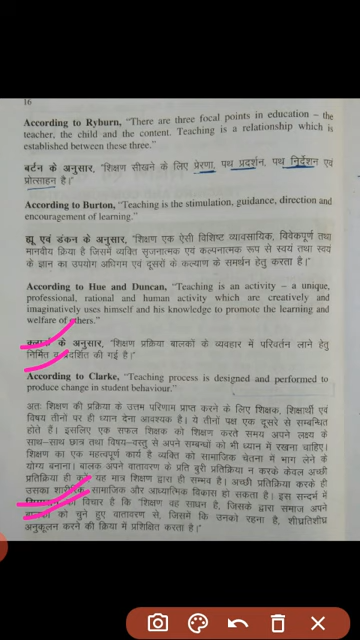 16
According to Ryburn, "There are three focal points in education – the
teacher, the child and the content. Teaching is a relationship which is
established between these three."
बर्टन के अनुसार, "शिक्षण सीखने के लिए प्रेरणा, पथ प्रदर्शन, पथ निर्देशन एवं
प्रोत्साहन है।"
According to Burton, "Teaching is the stimulation, guidance, direction and
encouragement of learning."
ह्यू एवं डंकन के अनुसार, "शिक्षण एक ऐसी विशिष्ट व्यावसायिक, विवेकपूर्ण तथा
मानवीय क्रिया है जिसमें व्यक्ति सृजनात्मक एवं कल्पनात्मक रूप से स्वयं तथा स्वयं
के ज्ञान का उपयोग अधिगम एवं दूसरों के कल्याण के समर्थन हेतु करता है।"
According to Hue and Duncan, "Teaching is an activity – a unique,
professional, rational and human activity which are creatively and
imaginatively uses himself and his knowledge to promote the learning and
welfare of others."
क्लार्क के अनुसार, "शिक्षण प्रक्रिया बालकों के व्यवहार में परिवर्तन लाने हेतु
निर्मित व प्रदर्शित की गई है।"
According to Clarke, "Teaching process is designed and performed to
produce change in student behaviour."
अतः शिक्षण की प्रक्रिया के उत्तम परिणाम प्राप्त करने के लिए शिक्षक, शिक्षार्थी एवं
विषय तीनों पर ही ध्यान देना आवश्यक है। ये तीनों पक्ष एक दूसरे से सम्बन्धित
होते हैं। इसलिए एक सफल शिक्षक को शिक्षण करते समय अपने लक्ष्य के
साथ-साथ छात्र तथा विषय-वस्तु से अपने सम्बन्धों को भी ध्यान में रखना चाहिए।
शिक्षण का एक महत्वपूर्ण कार्य है व्यक्ति को सामाजिक चेतना में भाग लेने के
योग्य बनाना। बालक अपने वातावरण के प्रति बुरी प्रतिक्रिया न करके केवल अच्छी
प्रतिक्रिया ही करें यह मात्र शिक्षण द्वारा ही सम्भव है। अच्छी प्रतिक्रिया करके ही
उसका शारीरिक, सामाजिक और आध्यात्मिक विकास हो सकता है। इस सन्दर्भ में
का विचार है कि "शिक्षण वह साधन है, जिसके द्वारा समाज अपने
बालकों को चुने हुए वातावरण से, जिसमें कि उनको रहना है, शीघ्रातिशीघ्र
अनुकूलन करने की क्रिया में प्रशिक्षित करता है।"